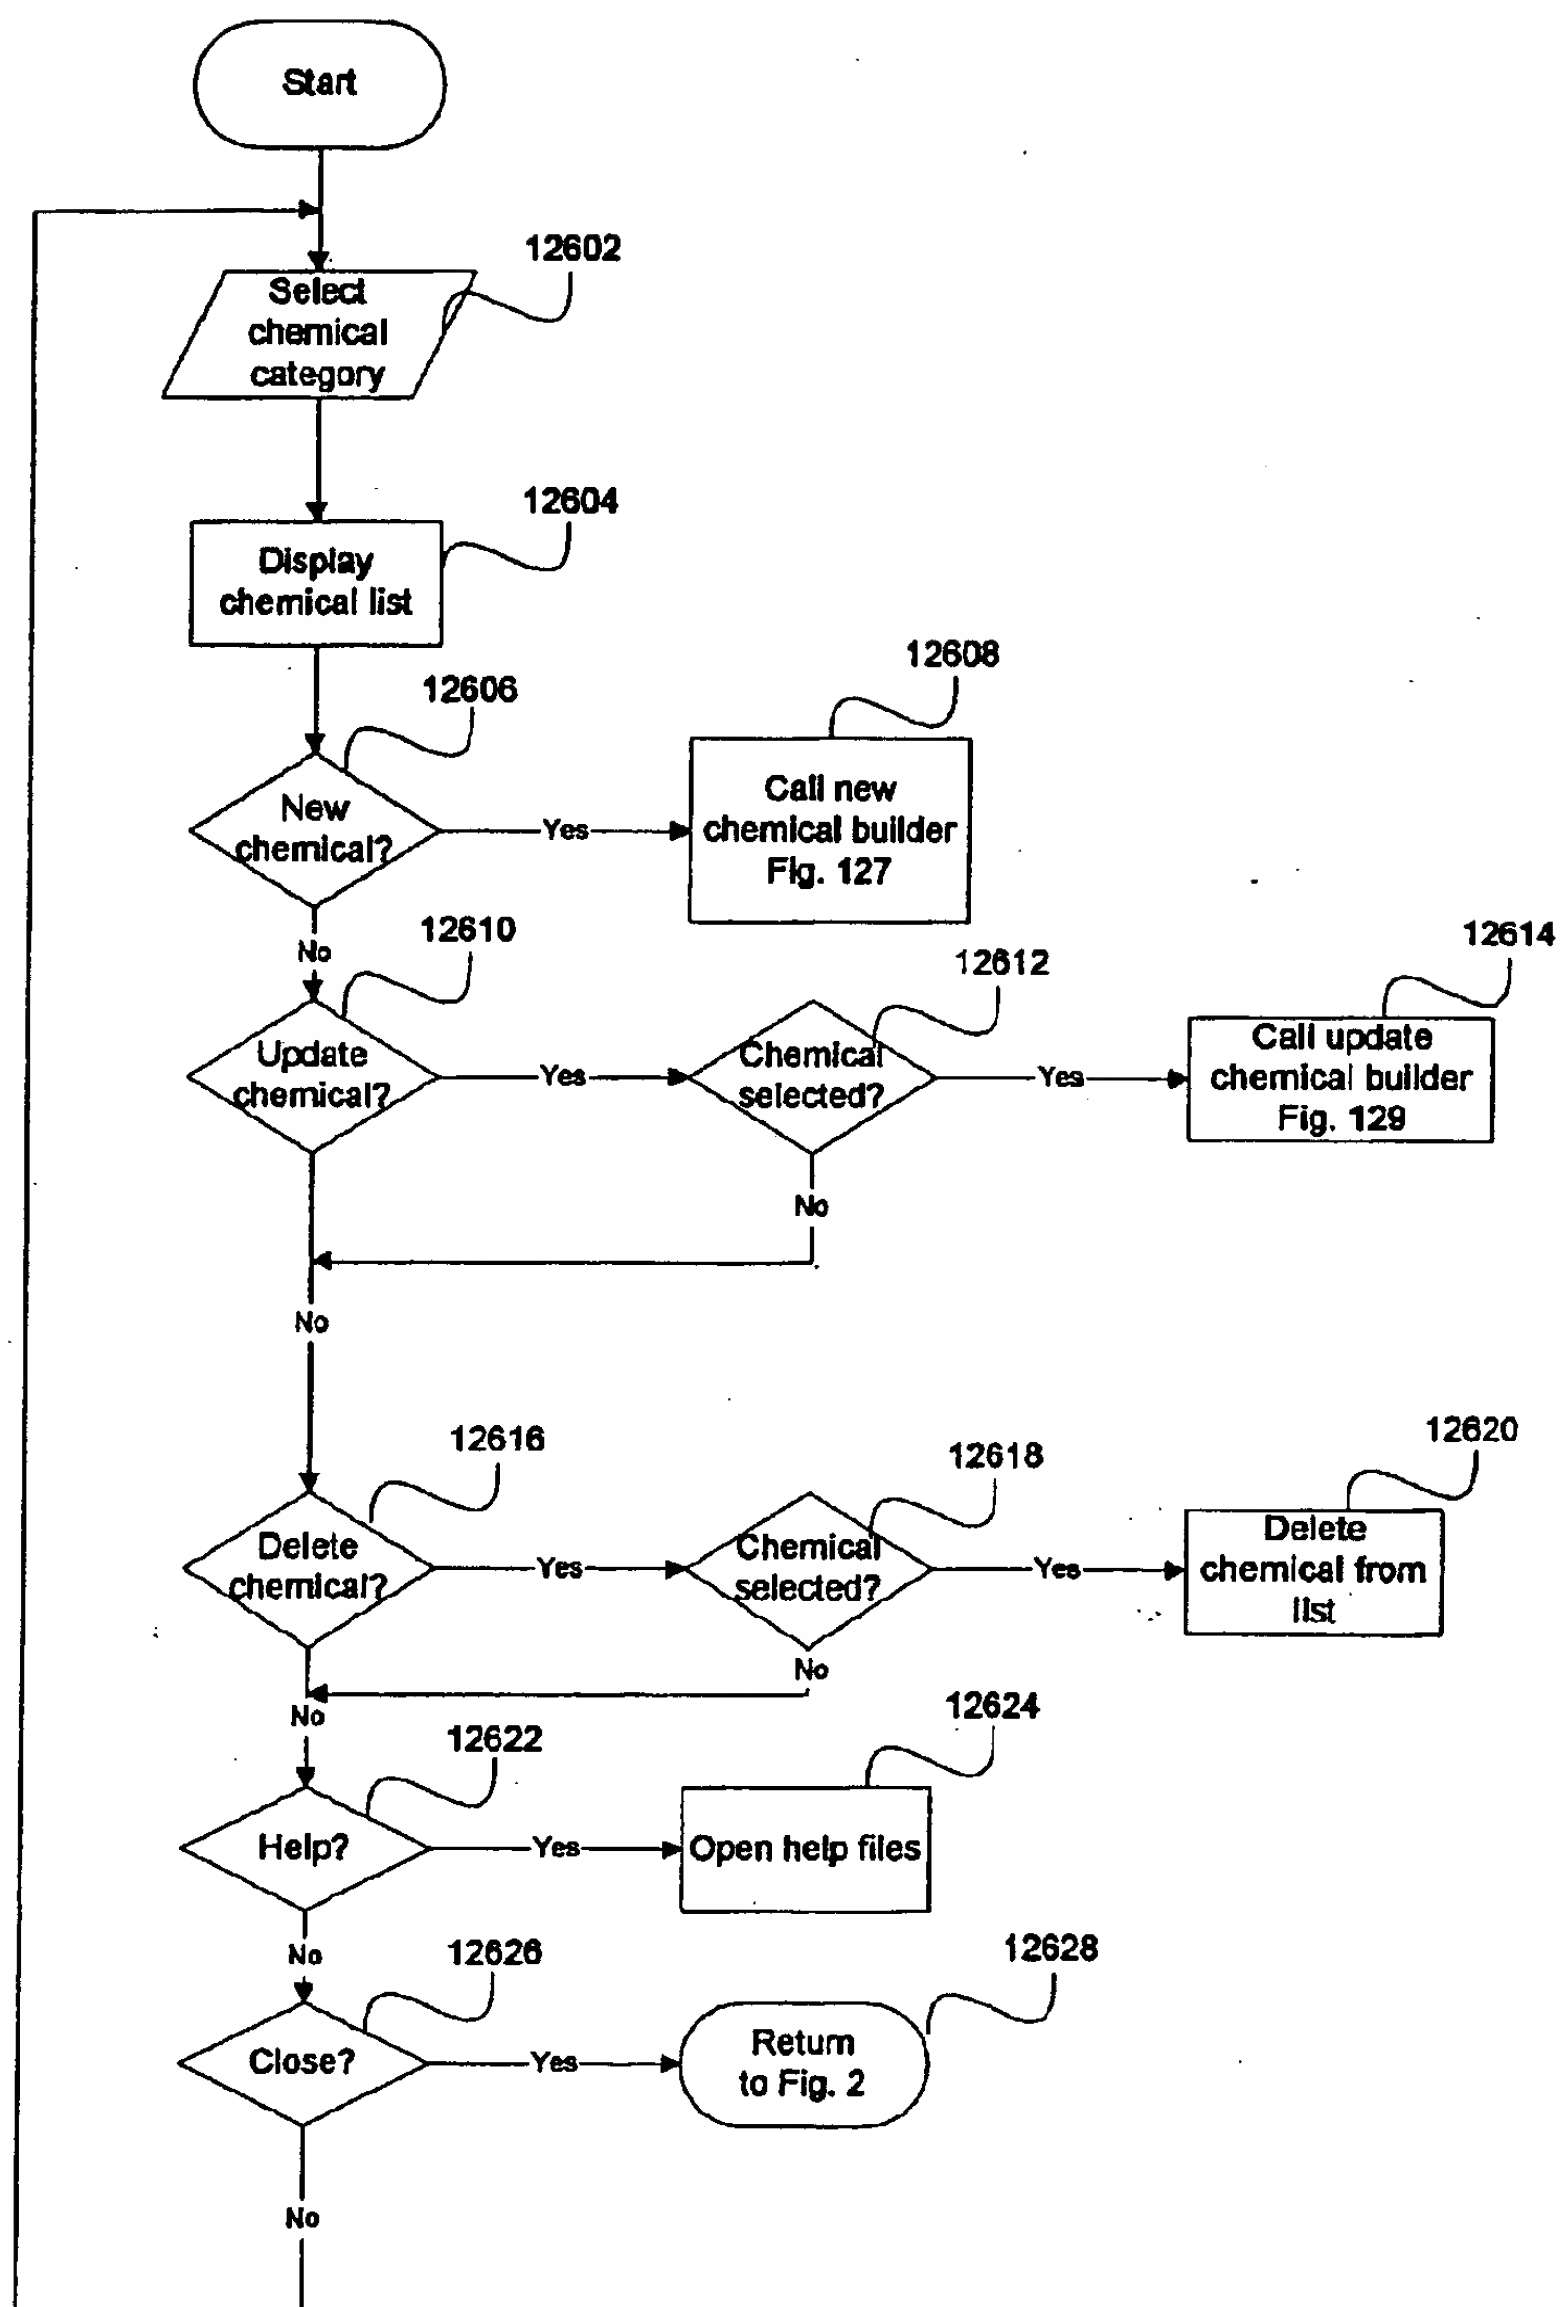 Start
12602
Select
chemical
category
12604
Display
chemical list
12606
12608
New
chemical?
Yes
Call new
chemical builder
Fig. 127
No
12610
12612
12614
Update
chemical?
Yes
Chemical
selected?
Yes
Call update
chemical builder
Fig. 129
No
No
12616
12618
12620
Delete
chemical?
Yes
Chemical
selected?
Yes
Delete
chemical from
list
No
No
12622
12624
Help?
Yes
Open help files
No
12626
12628
Close?
Yes
Return
to Fig. 2
No